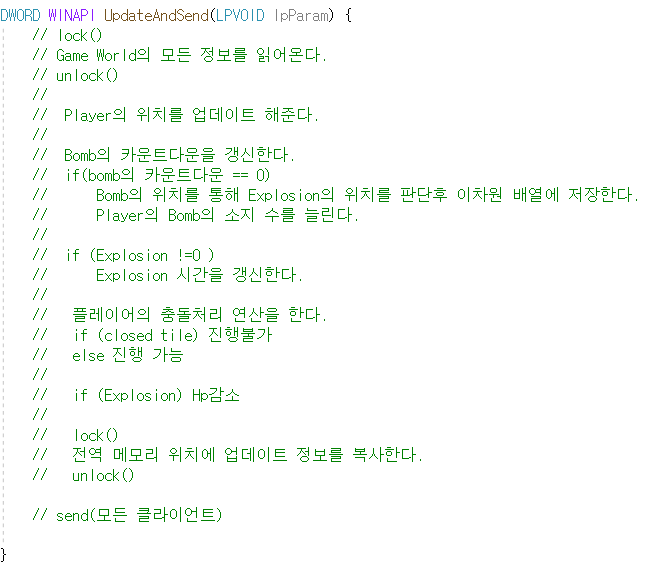 DWORD WINAPI UpdateAndSend(LPVOID lpParam) {
// lock()
// Game World의 모든 정보를 읽어온다.
// unlock()
//
// Player의 위치를 업데이트 해준다.
//
// Bomb의 카운트다운을 갱신한다.
// if(bomb의 카운트다운 == 0)
// Bomb의 위치를 통해 Explosion의 위치를 판단후 이차원 배열에 저장한다.
// Player의 Bomb의 소지 수를 늘린다.
//
// if (Explosion !=0 )
// Explosion 시간을 갱신한다.
//
// 플레이어의 충돌처리 연산을 한다.
// if (closed tile) 진행불가
// else 진행 가능
//
// if (Explosion) Hp감소
//
// lock()
// 전역 메모리 위치에 업데이트 정보를 복사한다.
// unlock()
// send(모든 클라이언트)
}